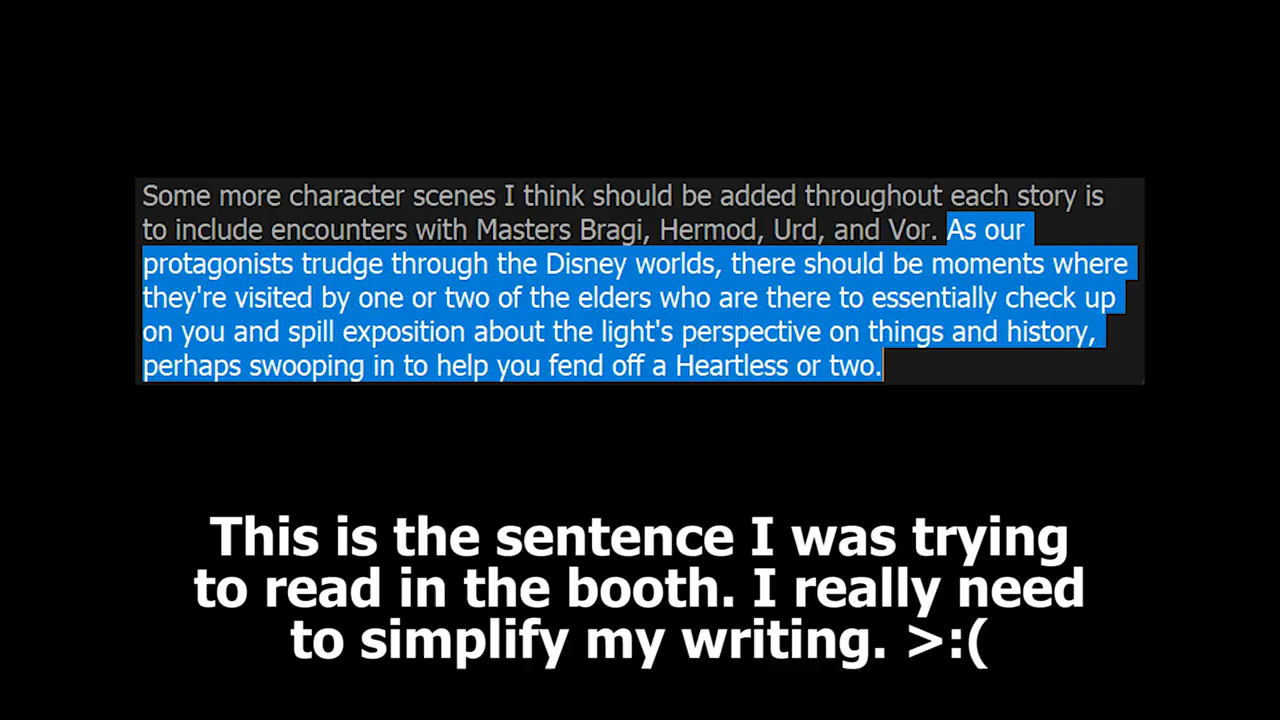 Some more character scenes I think should be added throughout each story is
to include encounters with Masters Bragi, Hermod, Urd, and Vor. As our
protagonists trudge through the Disney worlds, there should be moments where
they're visited by one or two of the elders who are there to essentially check up
on you and spill exposition about the light's perspective on things and history,
perhaps swooping in to help you fend off a Heartless or two.
This is the sentence I was trying
to read in the booth. I really need
to simplify my writing. >:(